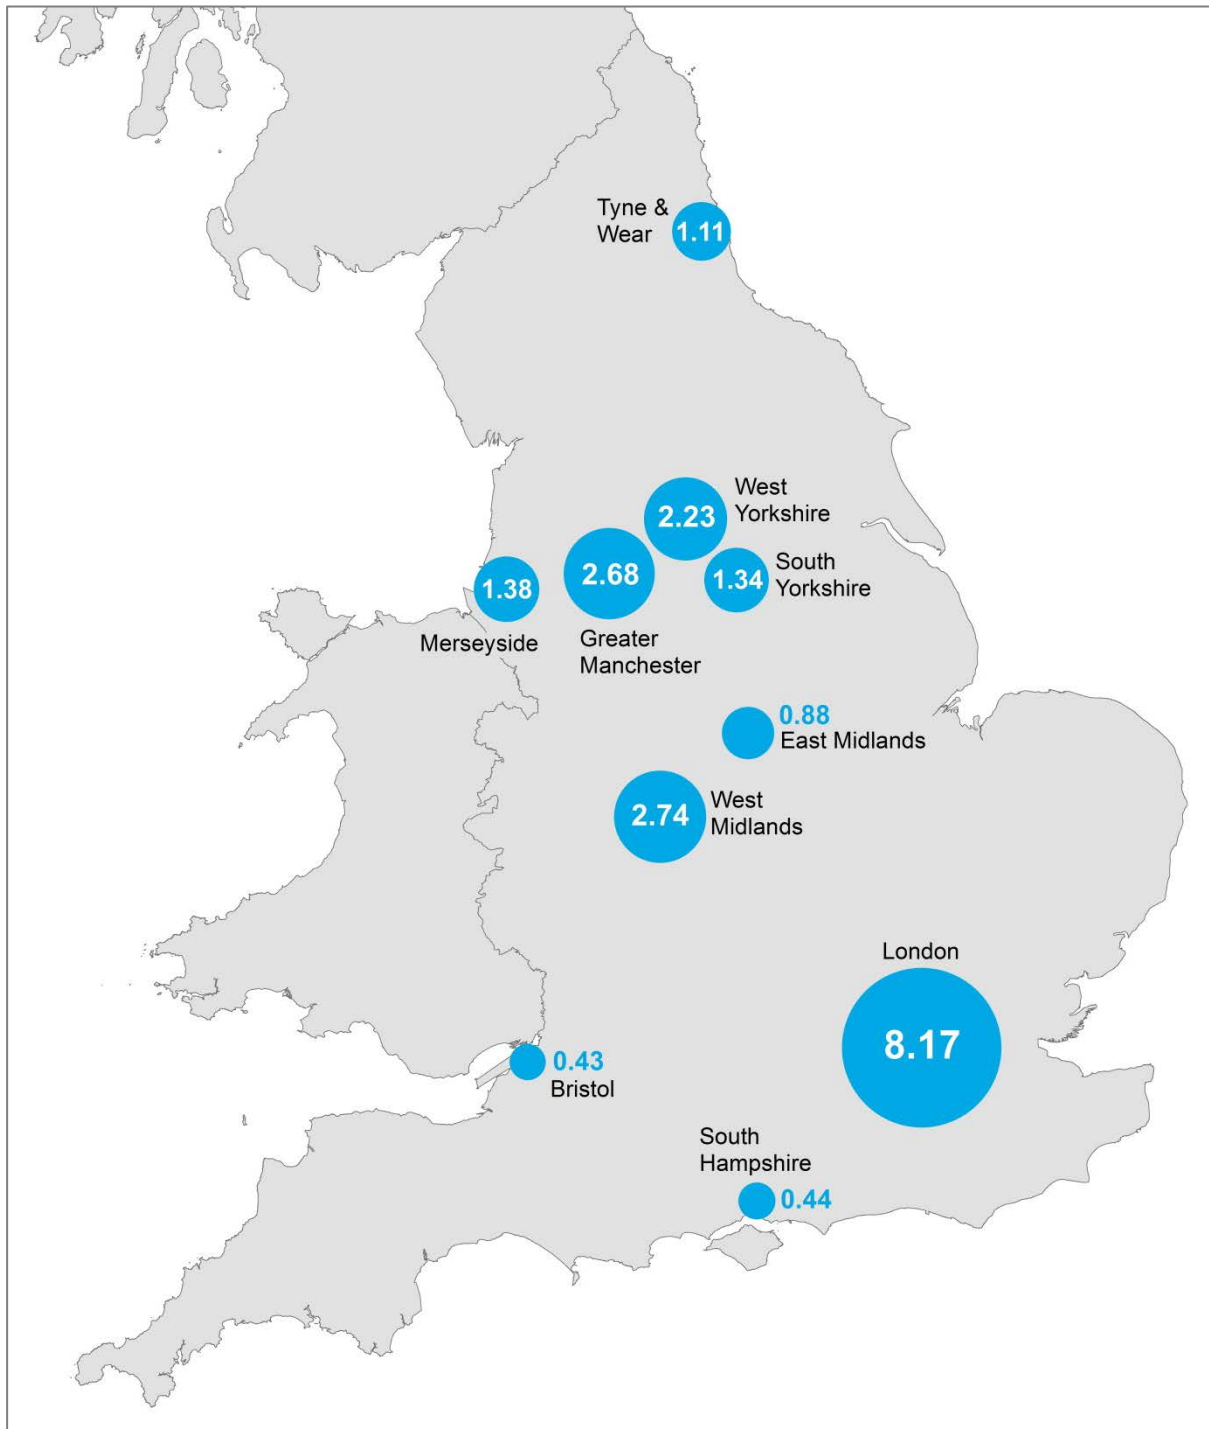 Tyne &
Wear
1.11
West
Yorkshire
2.23
South
Yorkshire
1.34
2.68
Greater
Manchester
1.38
Merseyside
0.88
East Midlands
2.74
West
Midlands
London
8.17
0.43
Bristol
South
Hampshire
0.44